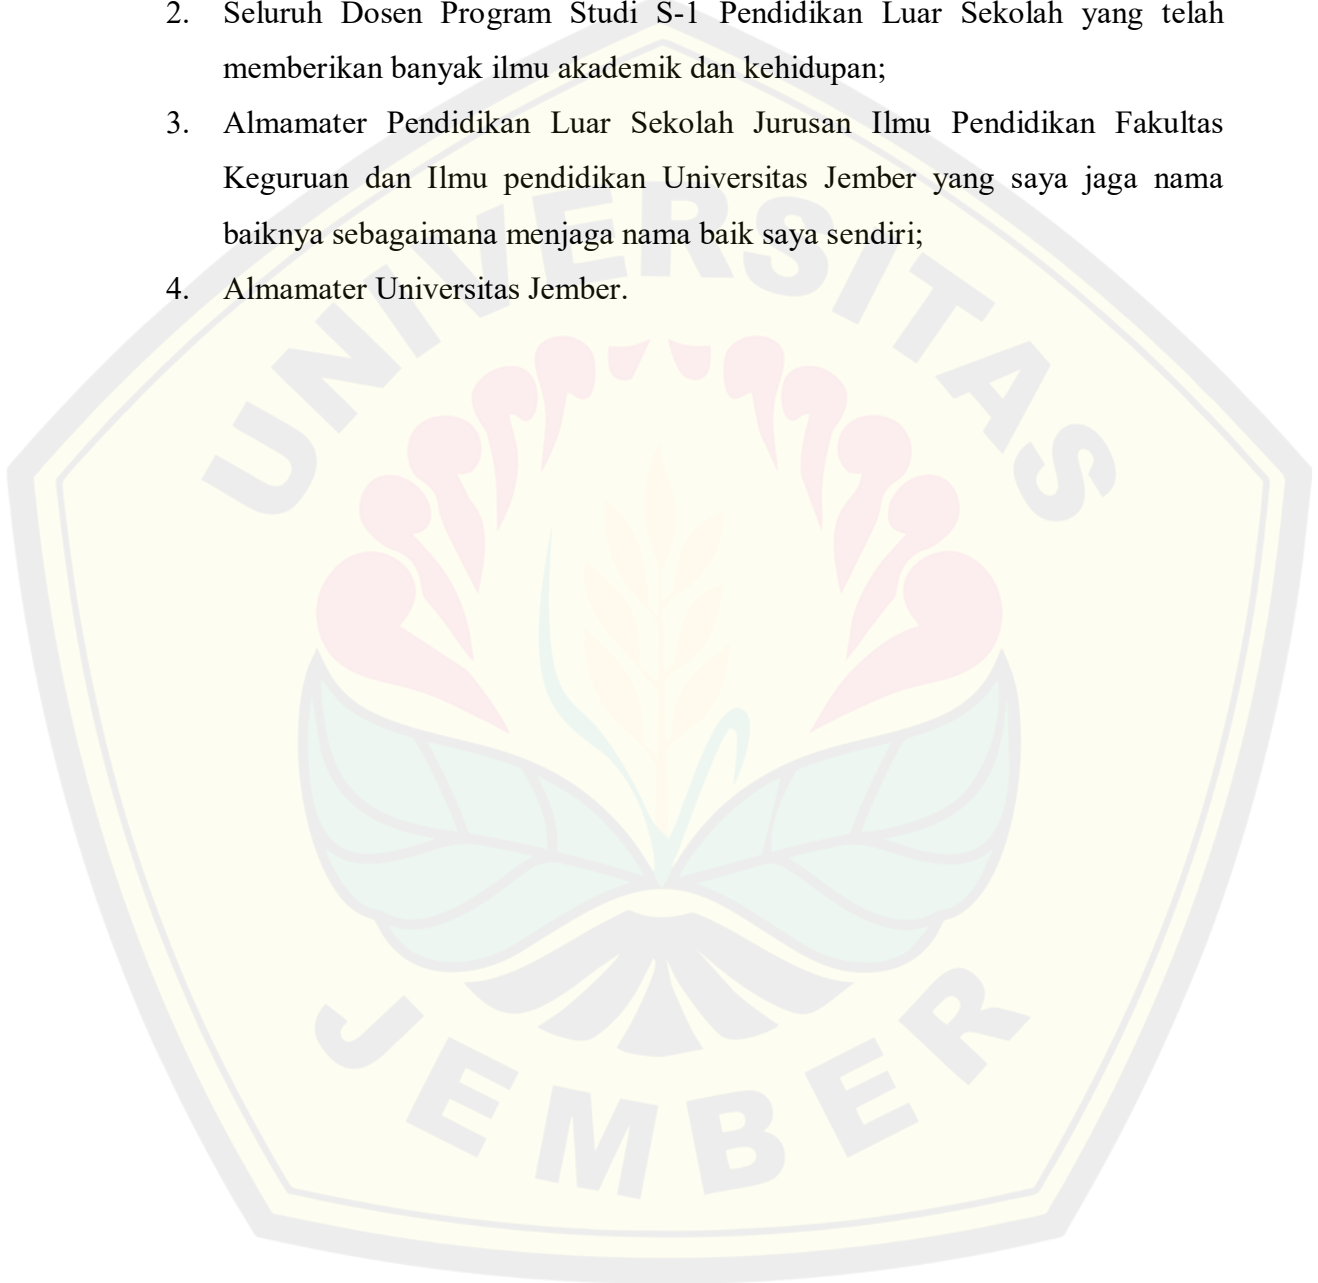 2. Seluruh Dosen Program Studi S-1 Pendidikan Luar Sekolah yang telah
memberikan banyak ilmu akademik dan kehidupan;
3. Almamater Pendidikan Luar Sekolah Jurusan Ilmu Pendidikan Fakultas
Keguruan dan Ilmu pendidikan Universitas Jember yang saya jaga nama
baiknya sebagaimana menjaga nama baik saya sendiri;
4. Almamater Universitas Jember.
UNIVERSITAS
JEMBER